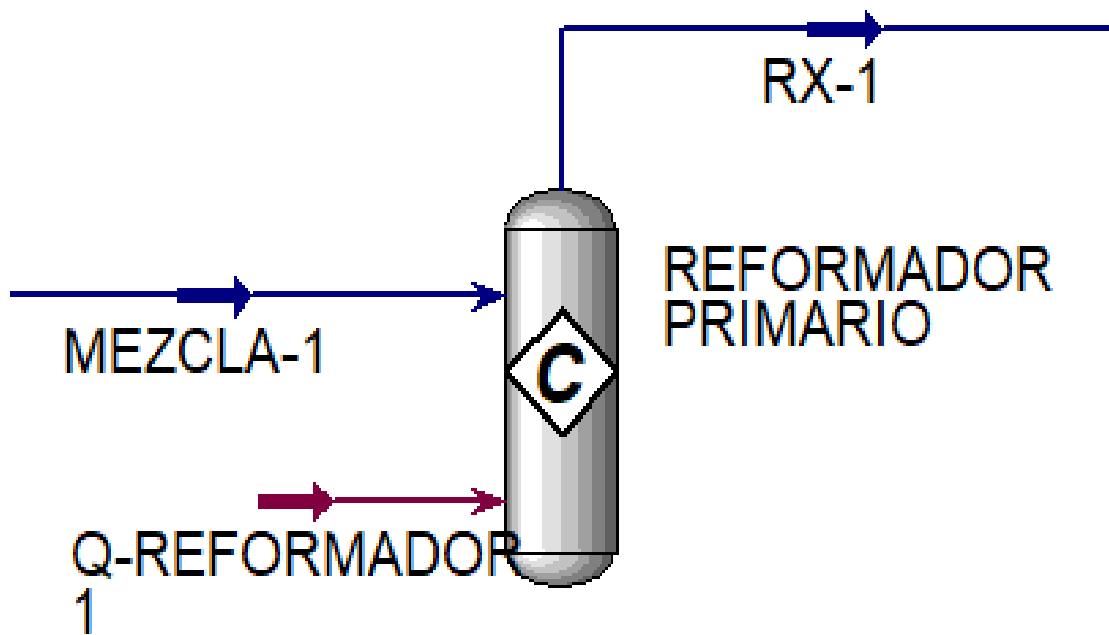 RX-1
REFORMADOR
PRIMARIO
MEZCLA-1
C
Q-REFORMADOR
1